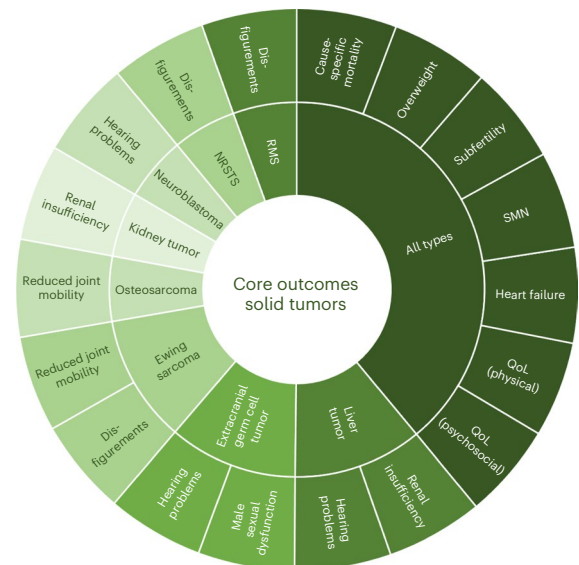 Core outcomes
solid tumors
All types
Cause-
specific
mortality
Overweight
Subfertility
SMN
Heart failure
QoL
(physical)
QoL
(psychosocial)
Liver
tumor
Renal
insufficiency
Hearing
problems
Extracranial
germ cell
tumor
Male
sexual
dysfunction
Hearing problems
Ewing
sarcoma
Dis-
figurements
Reduced joint
mobility
Osteosarcoma
Reduced joint
mobility
Kidney tumor
Renal
insufficiency
Neuroblastoma
Hearing
problems
NRSTS
Dis-
figurements
RMS
Dis-
figurements